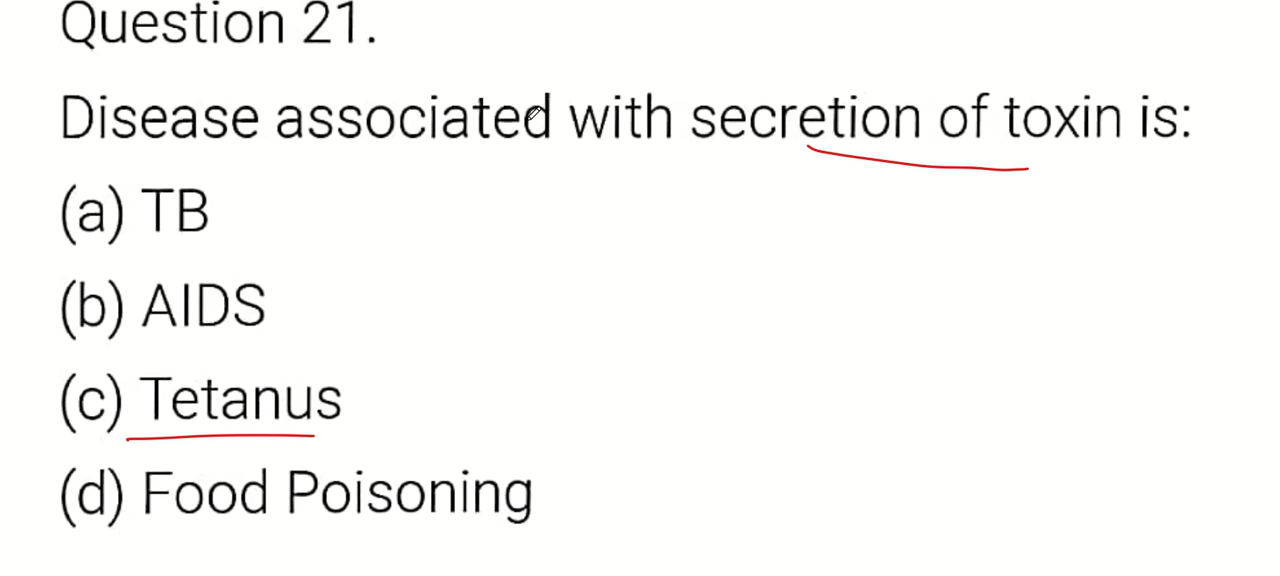 Question 21.
Disease associated with secretion of toxin is:
(a) TB
(b) AIDS
(c) Tetanus
(d) Food Poisoning